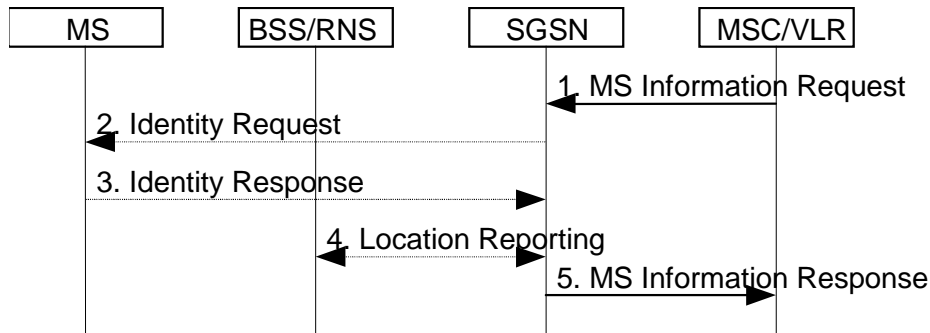 MS BSS/RNS SGSN MSC/VLR
1. MS Information Request
2. Identity Request
3. Identity Response
4. Location Reporting
5. MS Information Response